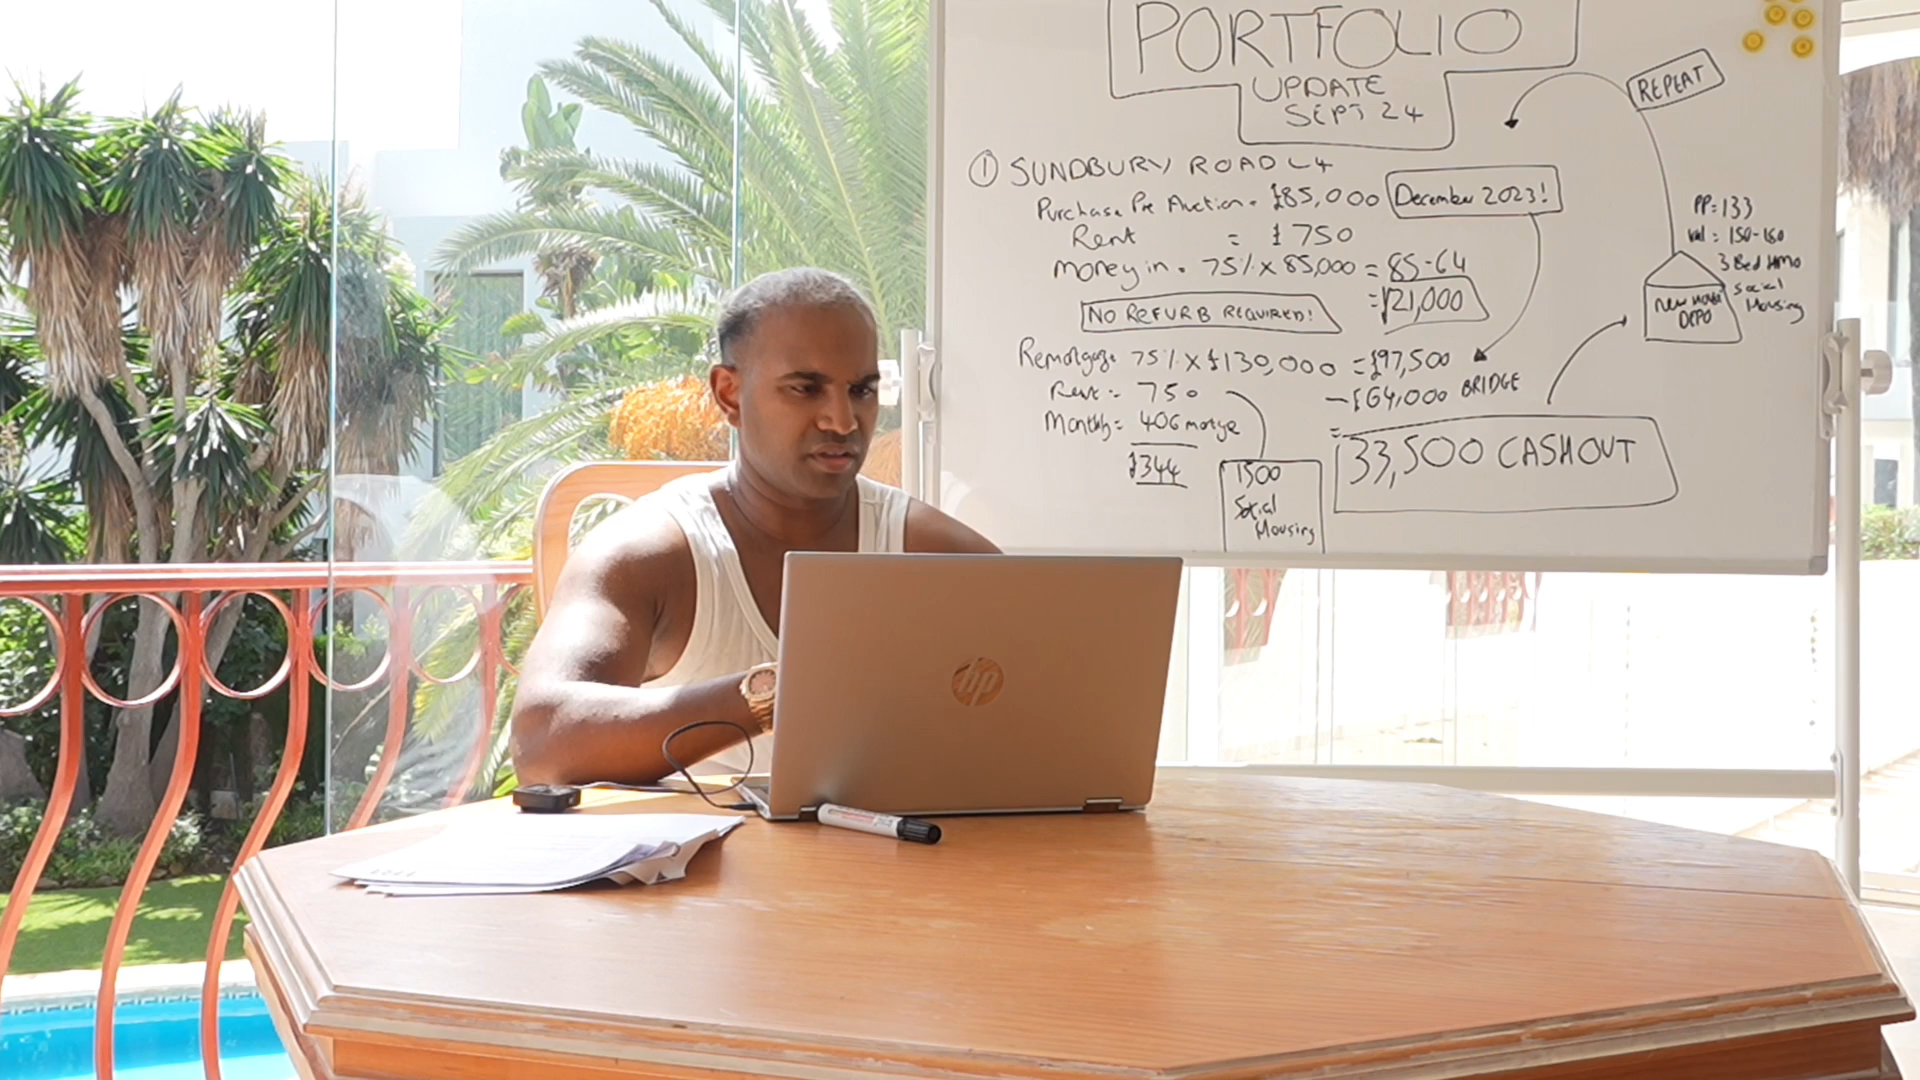 PORTFOLIO
UPDATE
SEPT 24
REPEAT
① SUNDBURY ROAD L4
Purchase Pre Auction = £85,000
December 2023!
Rent = £750
Money in = 75% x 85,000 = 85-64
= £21,000
NO REFURB REQUIRED!
Remortgage 75% x £130,000 = £97,500
- £64,000 BRIDGE
Rent = 750
Monthly = 406 mortge
£344
= 33,500 CASH OUT
1500
Social
Housing
PP = 133
Val = 150-160
3 Bed HMO
Social
Housing
new house
DEPO
hp